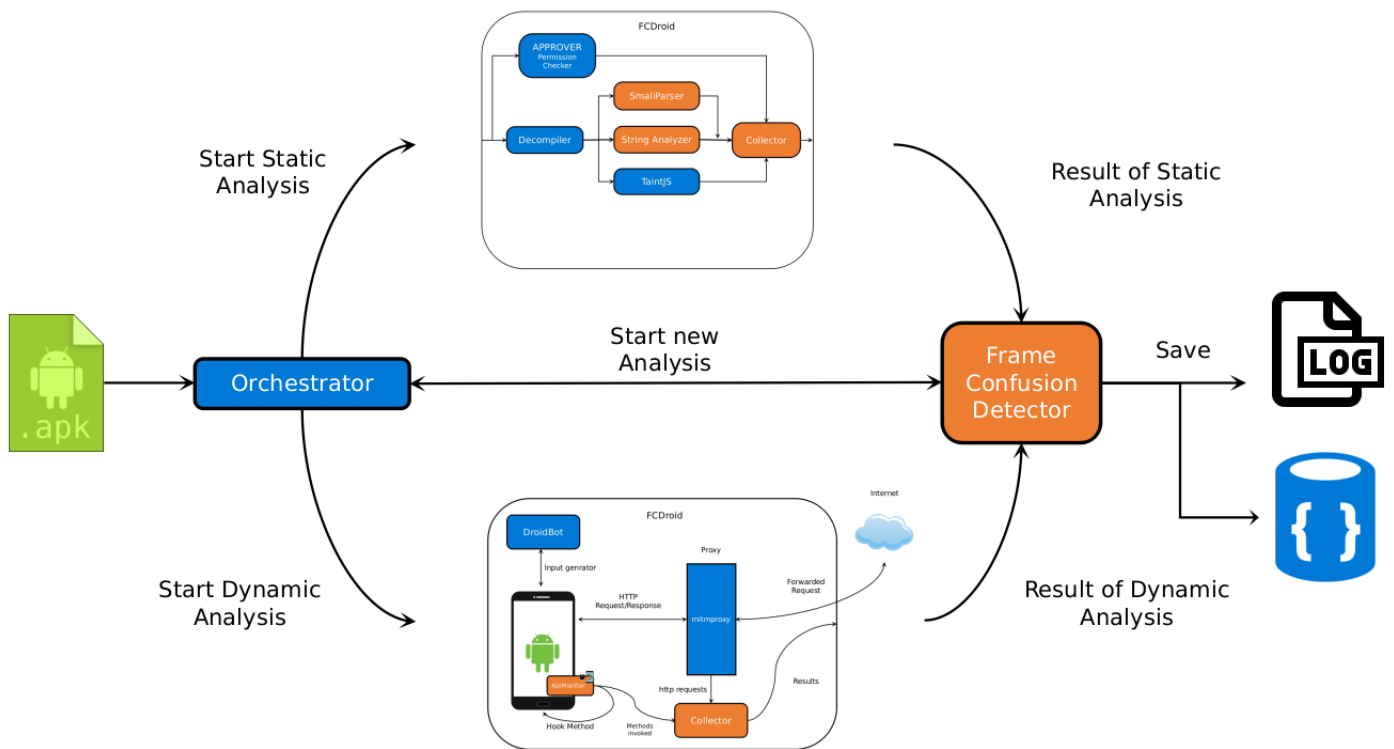 FCDroid
APPROVER
Permission
Checker
SmaliParser
Decompiler
String Analyzer
Collector
TaintJS
Start Static
Analysis
Result of Static
Analysis
.apk
Orchestrator
Start new
Analysis
Frame
Confusion
Detector
Save
LOG
{ }
Start Dynamic
Analysis
FCDroid
DroidBot
Input genrator
HTTP
Request/Response
Proxy
mitmproxy
Internet
Forwarded
Request
ApiMonitor
Hook Method
Methods
invoked
http requests
Collector
Results
Result of Dynamic
Analysis